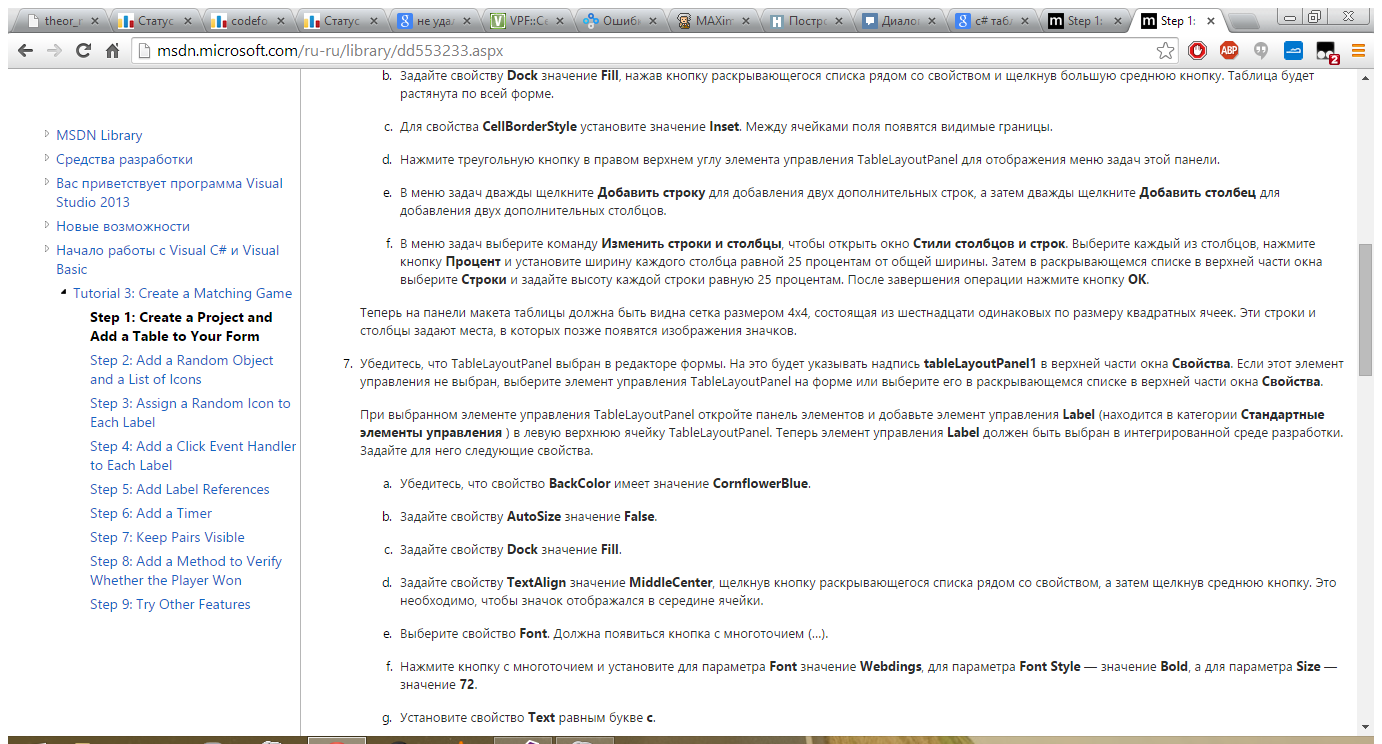 theor_r
Статус
codefo
Статус
не удал
VPF::Ce
Ошибк
MAXim
Постро
Диалог
c# табл
Step 1:
Step 1:
msdn.microsoft.com/ru-ru/library/dd553233.aspx
ABP
2
MSDN Library
Средства разработки
Вас приветствует программа Visual
Studio 2013
Новые возможности
Начало работы с Visual C# и Visual
Basic
Tutorial 3: Create a Matching Game
Step 1: Create a Project and
Add a Table to Your Form
Step 2: Add a Random Object
and a List of Icons
Step 3: Assign a Random Icon to
Each Label
Step 4: Add a Click Event Handler
to Each Label
Step 5: Add Label References
Step 6: Add a Timer
Step 7: Keep Pairs Visible
Step 8: Add a Method to Verify
Whether the Player Won
Step 9: Try Other Features
b. Задайте свойству Dock значение Fill, нажав кнопку раскрывающегося списка рядом со свойством и щелкнув большую среднюю кнопку. Таблица будет
растянута по всей форме.
c. Для свойства CellBorderStyle установите значение Inset. Между ячейками поля появятся видимые границы.
d. Нажмите треугольную кнопку в правом верхнем углу элемента управления TableLayoutPanel для отображения меню задач этой панели.
e. В меню задач дважды щелкните Добавить строку для добавления двух дополнительных строк, а затем дважды щелкните Добавить столбец для
добавления двух дополнительных столбцов.
f. В меню задач выберите команду Изменить строки и столбцы, чтобы открыть окно Стили столбцов и строк. Выберите каждый из столбцов, нажмите
кнопку Процент и установите ширину каждого столбца равной 25 процентам от общей ширины. Затем в раскрывающемся списке в верхней части окна
выберите Строки и задайте высоту каждой строки равную 25 процентам. После завершения операции нажмите кнопку ОК.
Теперь на панели макета таблицы должна быть видна сетка размером 4x4, состоящая из шестнадцати одинаковых по размеру квадратных ячеек. Эти строки и
столбцы задают места, в которых позже появятся изображения значков.
7. Убедитесь, что TableLayoutPanel выбран в редакторе формы. На это будет указывать надпись tableLayoutPanel1 в верхней части окна Свойства. Если этот элемент
управления не выбран, выберите элемент управления TableLayoutPanel на форме или выберите его в раскрывающемся списке в верхней части окна Свойства.
При выбранном элементе управления TableLayoutPanel откройте панель элементов и добавьте элемент управления Label (находится в категории Стандартные
элементы управления ) в левую верхнюю ячейку TableLayoutPanel. Теперь элемент управления Label должен быть выбран в интегрированной среде разработки.
Задайте для него следующие свойства.
a. Убедитесь, что свойство BackColor имеет значение CornflowerBlue.
b. Задайте свойству AutoSize значение False.
c. Задайте свойству Dock значение Fill.
d. Задайте свойству TextAlign значение MiddleCenter, щелкнув кнопку раскрывающегося списка рядом со свойством, а затем щелкнув среднюю кнопку. Это
необходимо, чтобы значок отображался в середине ячейки.
e. Выберите свойство Font. Должна появиться кнопка с многоточием (...).
f. Нажмите кнопку с многоточием и установите для параметра Font значение Webdings, для параметра Font Style — значение Bold, а для параметра Size —
значение 72.
g. Установите свойство Text равным букве c.